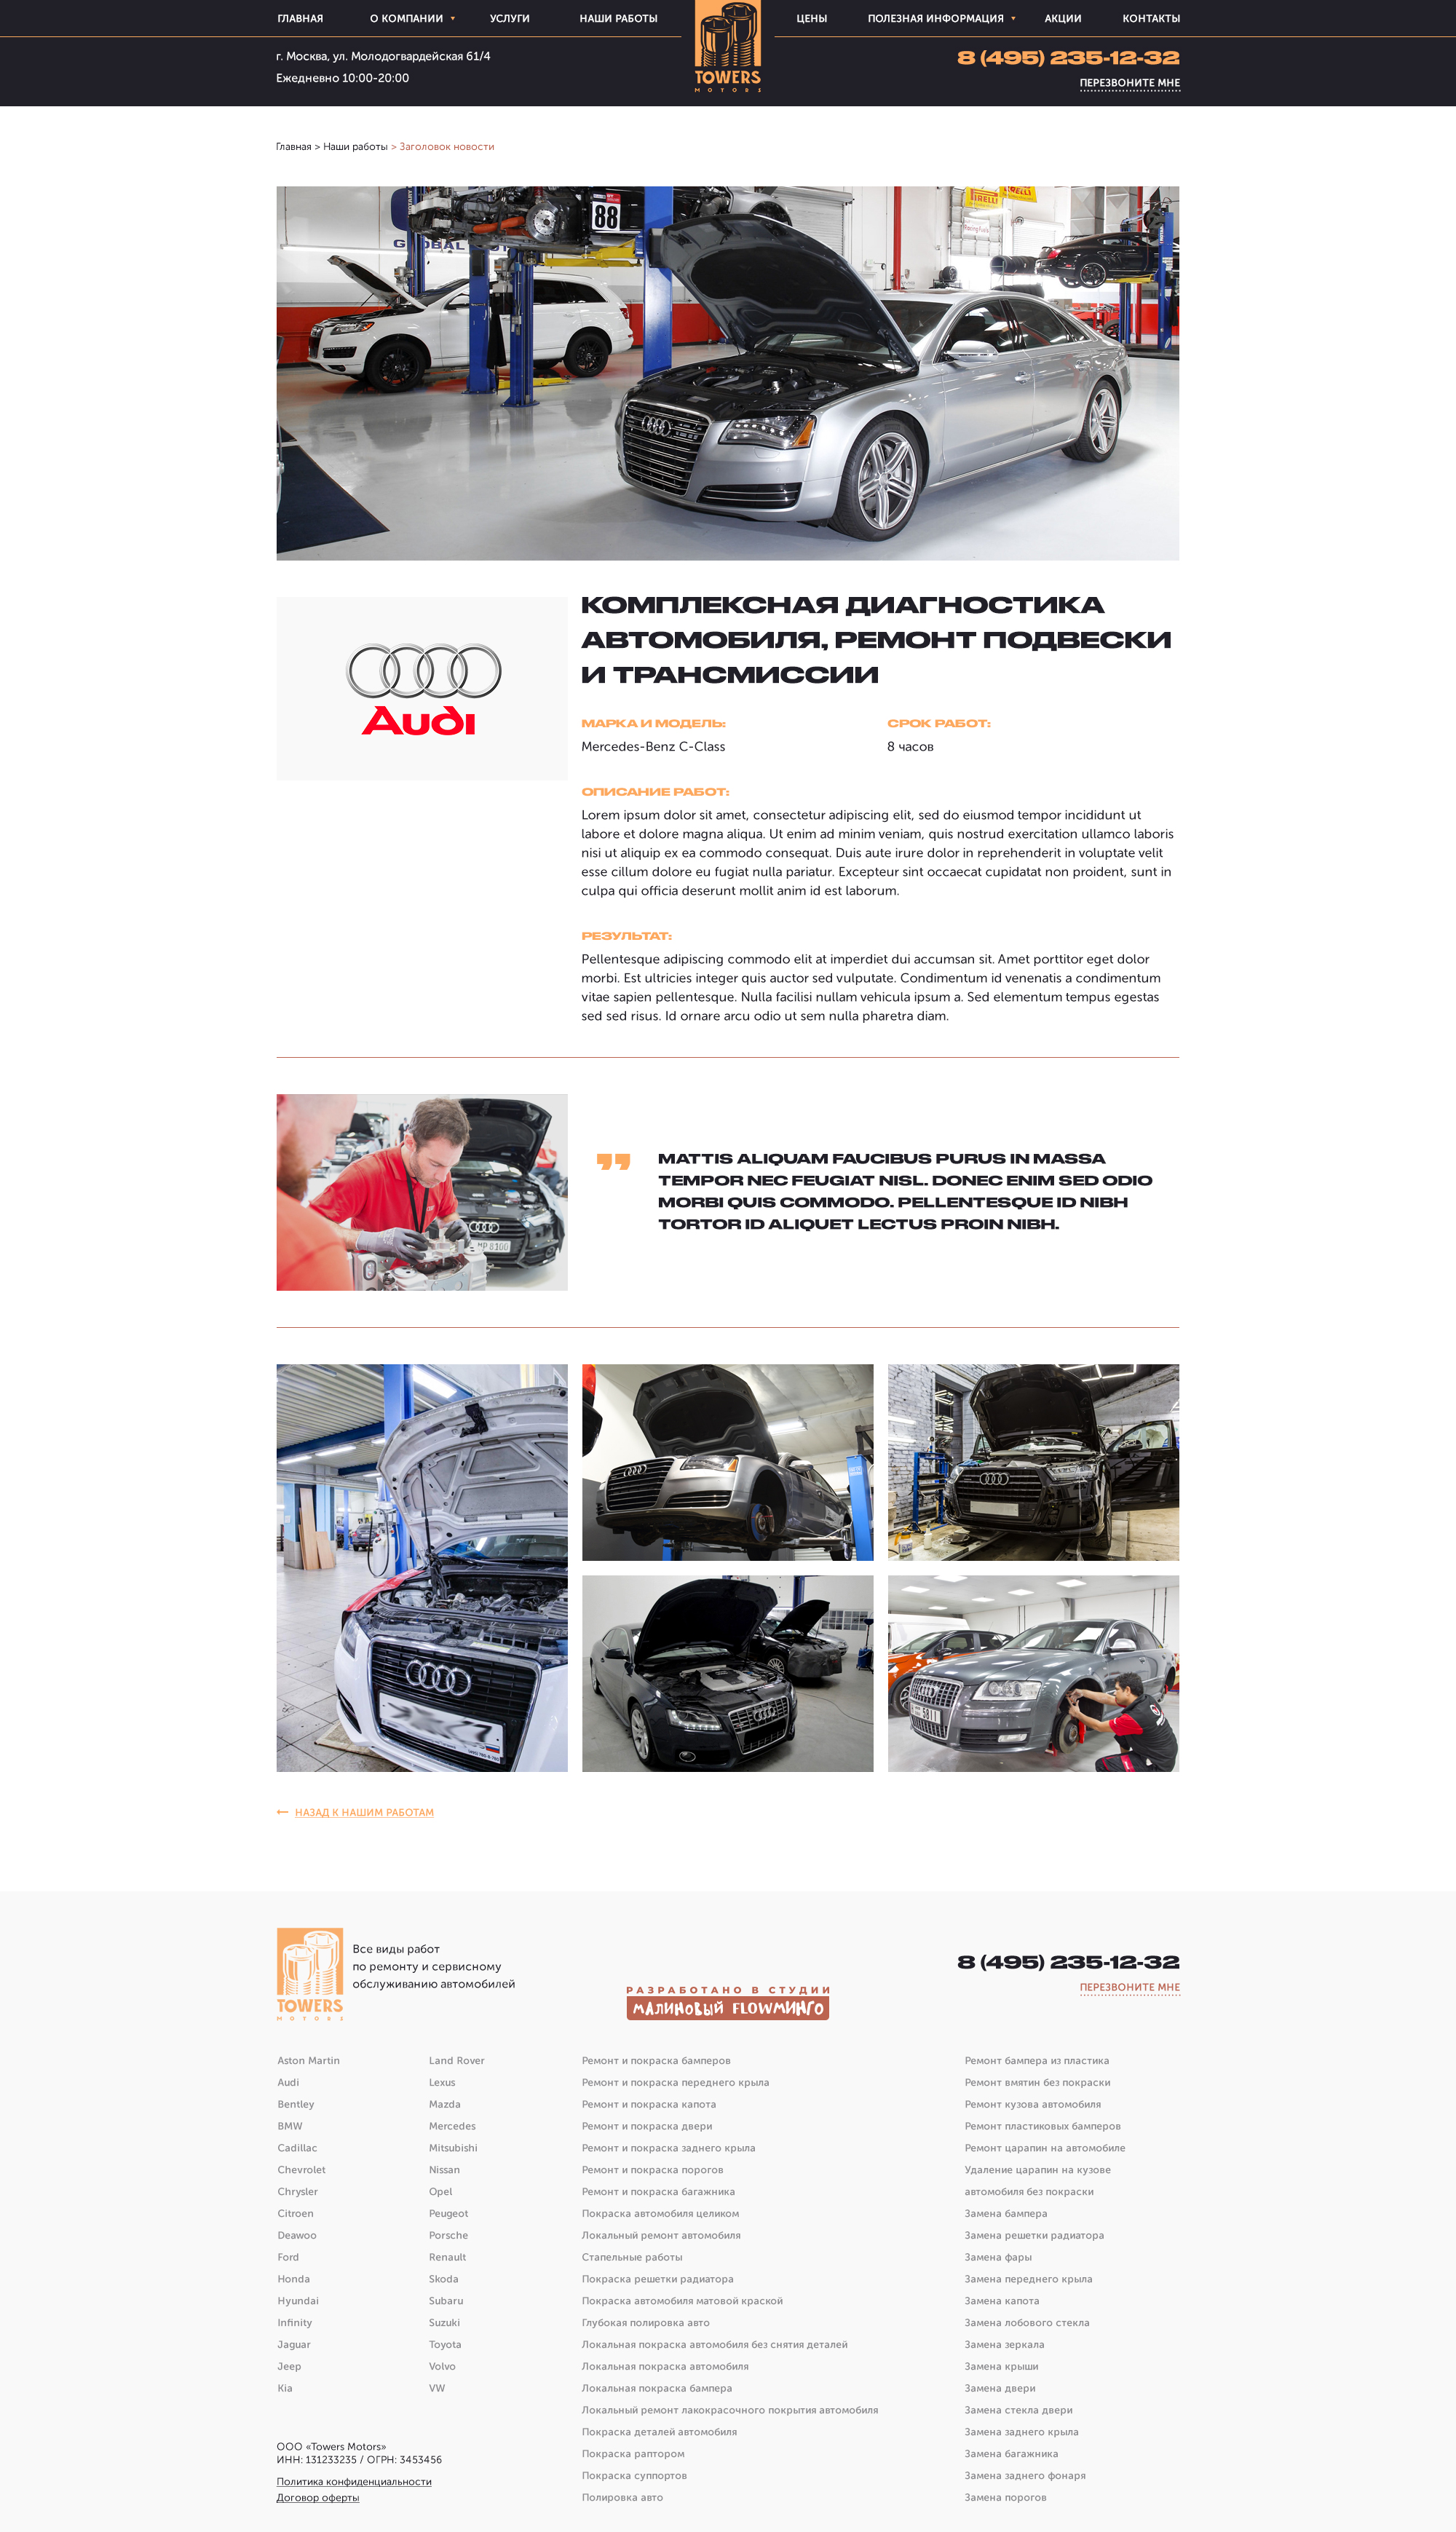 ГЛАВНАЯ
О КОМПАНИИ
УСЛУГИ
НАШИ РАБОТЫ
ЦЕНЫ
ПОЛЕЗНАЯ ИНФОРМАЦИЯ
АКЦИИ
КОНТАКТЫ
TOWERS
MOTORS
г. Москва, ул. Молодогвардейская 61/4
Ежедневно 10:00-20:00
8 (495) 235-12-32
ПЕРЕЗВОНИТЕ МНЕ
Главная > Наши работы > Заголовок новости
88
PIRELLI
GLOBAL
Audi
КОМПЛЕКСНАЯ ДИАГНОСТИКА
АВТОМОБИЛЯ, РЕМОНТ ПОДВЕСКИ
И ТРАНСМИССИИ
МАРКА И МОДЕЛЬ:
Mercedes-Benz C-Class
СРОК РАБОТ:
8 часов
ОПИСАНИЕ РАБОТ:
Lorem ipsum dolor sit amet, consectetur adipiscing elit, sed do eiusmod tempor incididunt ut
labore et dolore magna aliqua. Ut enim ad minim veniam, quis nostrud exercitation ullamco laboris
nisi ut aliquip ex ea commodo consequat. Duis aute irure dolor in reprehenderit in voluptate velit
esse cillum dolore eu fugiat nulla pariatur. Excepteur sint occaecat cupidatat non proident, sunt in
culpa qui officia deserunt mollit anim id est laborum.
РЕЗУЛЬТАТ:
Pellentesque adipiscing commodo elit at imperdiet dui accumsan sit. Amet porttitor eget dolor
morbi. Est ultricies integer quis auctor sed vulputate. Condimentum id venenatis a condimentum
vitae sapien pellentesque. Nulla facilisi nullam vehicula ipsum a. Sed elementum tempus egestas
sed sed risus. Id ornare arcu odio ut sem nulla pharetra diam.
MATTIS ALIQUAM FAUCIBUS PURUS IN MASSA
TEMPOR NEC FEUGIAT NISL. DONEC ENIM SED ODIO
MORBI QUIS COMMODO. PELLENTESQUE ID NIBH
TORTOR ID ALIQUET LECTUS PROIN NIBH.
НАЗАД К НАШИМ РАБОТАМ
TOWERS
MOTORS
Все виды работ
по ремонту и сервисному
обслуживанию автомобилей
РАЗРАБОТАНО В СТУДИИ
МАЛИНОВЫЙ FLOWМИНГО
8 (495) 235-12-32
ПЕРЕЗВОНИТЕ МНЕ
Aston Martin
Audi
Bentley
BMW
Cadillac
Chevrolet
Chrysler
Citroen
Deawoo
Ford
Honda
Hyundai
Infinity
Jaguar
Jeep
Kia
Land Rover
Lexus
Mazda
Mercedes
Mitsubishi
Nissan
Opel
Peugeot
Porsche
Renault
Skoda
Subaru
Suzuki
Toyota
Volvo
VW
Ремонт и покраска бамперов
Ремонт и покраска переднего крыла
Ремонт и покраска капота
Ремонт и покраска двери
Ремонт и покраска заднего крыла
Ремонт и покраска порогов
Ремонт и покраска багажника
Покраска автомобиля целиком
Локальный ремонт автомобиля
Стапельные работы
Покраска решетки радиатора
Покраска автомобиля матовой краской
Глубокая полировка авто
Локальная покраска автомобиля без снятия деталей
Локальная покраска автомобиля
Локальная покраска бампера
Локальный ремонт лакокрасочного покрытия автомобиля
Покраска деталей автомобиля
Покраска раптором
Покраска суппортов
Полировка авто
Ремонт бампера из пластика
Ремонт вмятин без покраски
Ремонт кузова автомобиля
Ремонт пластиковых бамперов
Ремонт царапин на автомобиле
Удаление царапин на кузове
автомобиля без покраски
Замена бампера
Замена решетки радиатора
Замена фары
Замена переднего крыла
Замена капота
Замена лобового стекла
Замена зеркала
Замена крыши
Замена двери
Замена стекла двери
Замена заднего крыла
Замена багажника
Замена заднего фонаря
Замена порогов
ООО «Towers Motors»
ИНН: 131233235 / ОГРН: 3453456
Политика конфиденциальности
Договор оферты